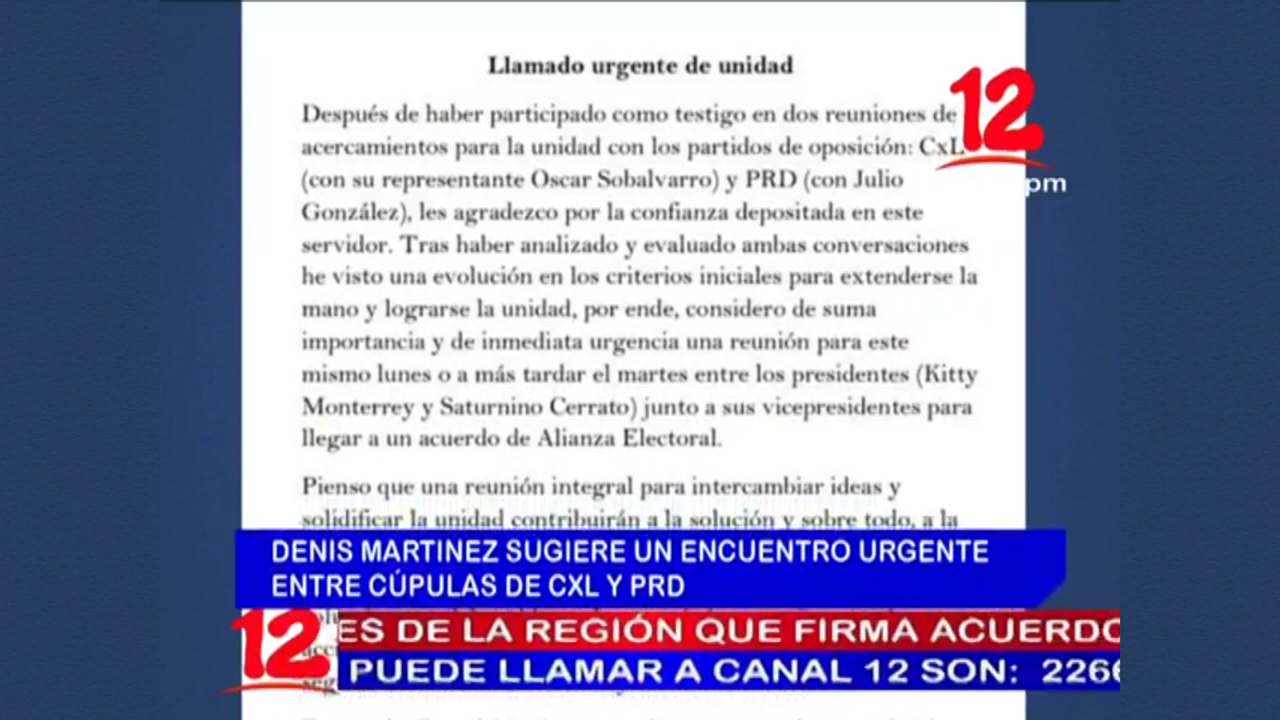 Llamado urgente de unidad
Después de haber participado como testigo en dos reuniones de
acercamientos para la unidad con los partidos de oposición: CxL
(con su representante Oscar Sobalvarro) y PRD (con Julio
González), les agradezco por la confianza depositada en este
servidor. Tras haber analizado y evaluado ambas conversaciones
he visto una evolución en los criterios iniciales para extenderse la
mano y lograrse la unidad, por ende, considero de suma
importancia y de inmediata urgencia una reunión para este
mismo lunes o a más tardar el martes entre los presidentes (Kitty
Monterrey y Saturnino Cerrato) junto a sus vicepresidentes para
llegar a un acuerdo de Alianza Electoral.
Pienso que una reunión integral para intercambiar ideas y
solidificar la unidad contribuirán a la solución y sobre todo, a la
12
pm
DENIS MARTINEZ SUGIERE UN ENCUENTRO URGENTE
ENTRE CÚPULAS DE CXL Y PRD
12
ES DE LA REGIÓN QUE FIRMA ACUERDO
PUEDE LLAMAR A CANAL 12 SON: 2266